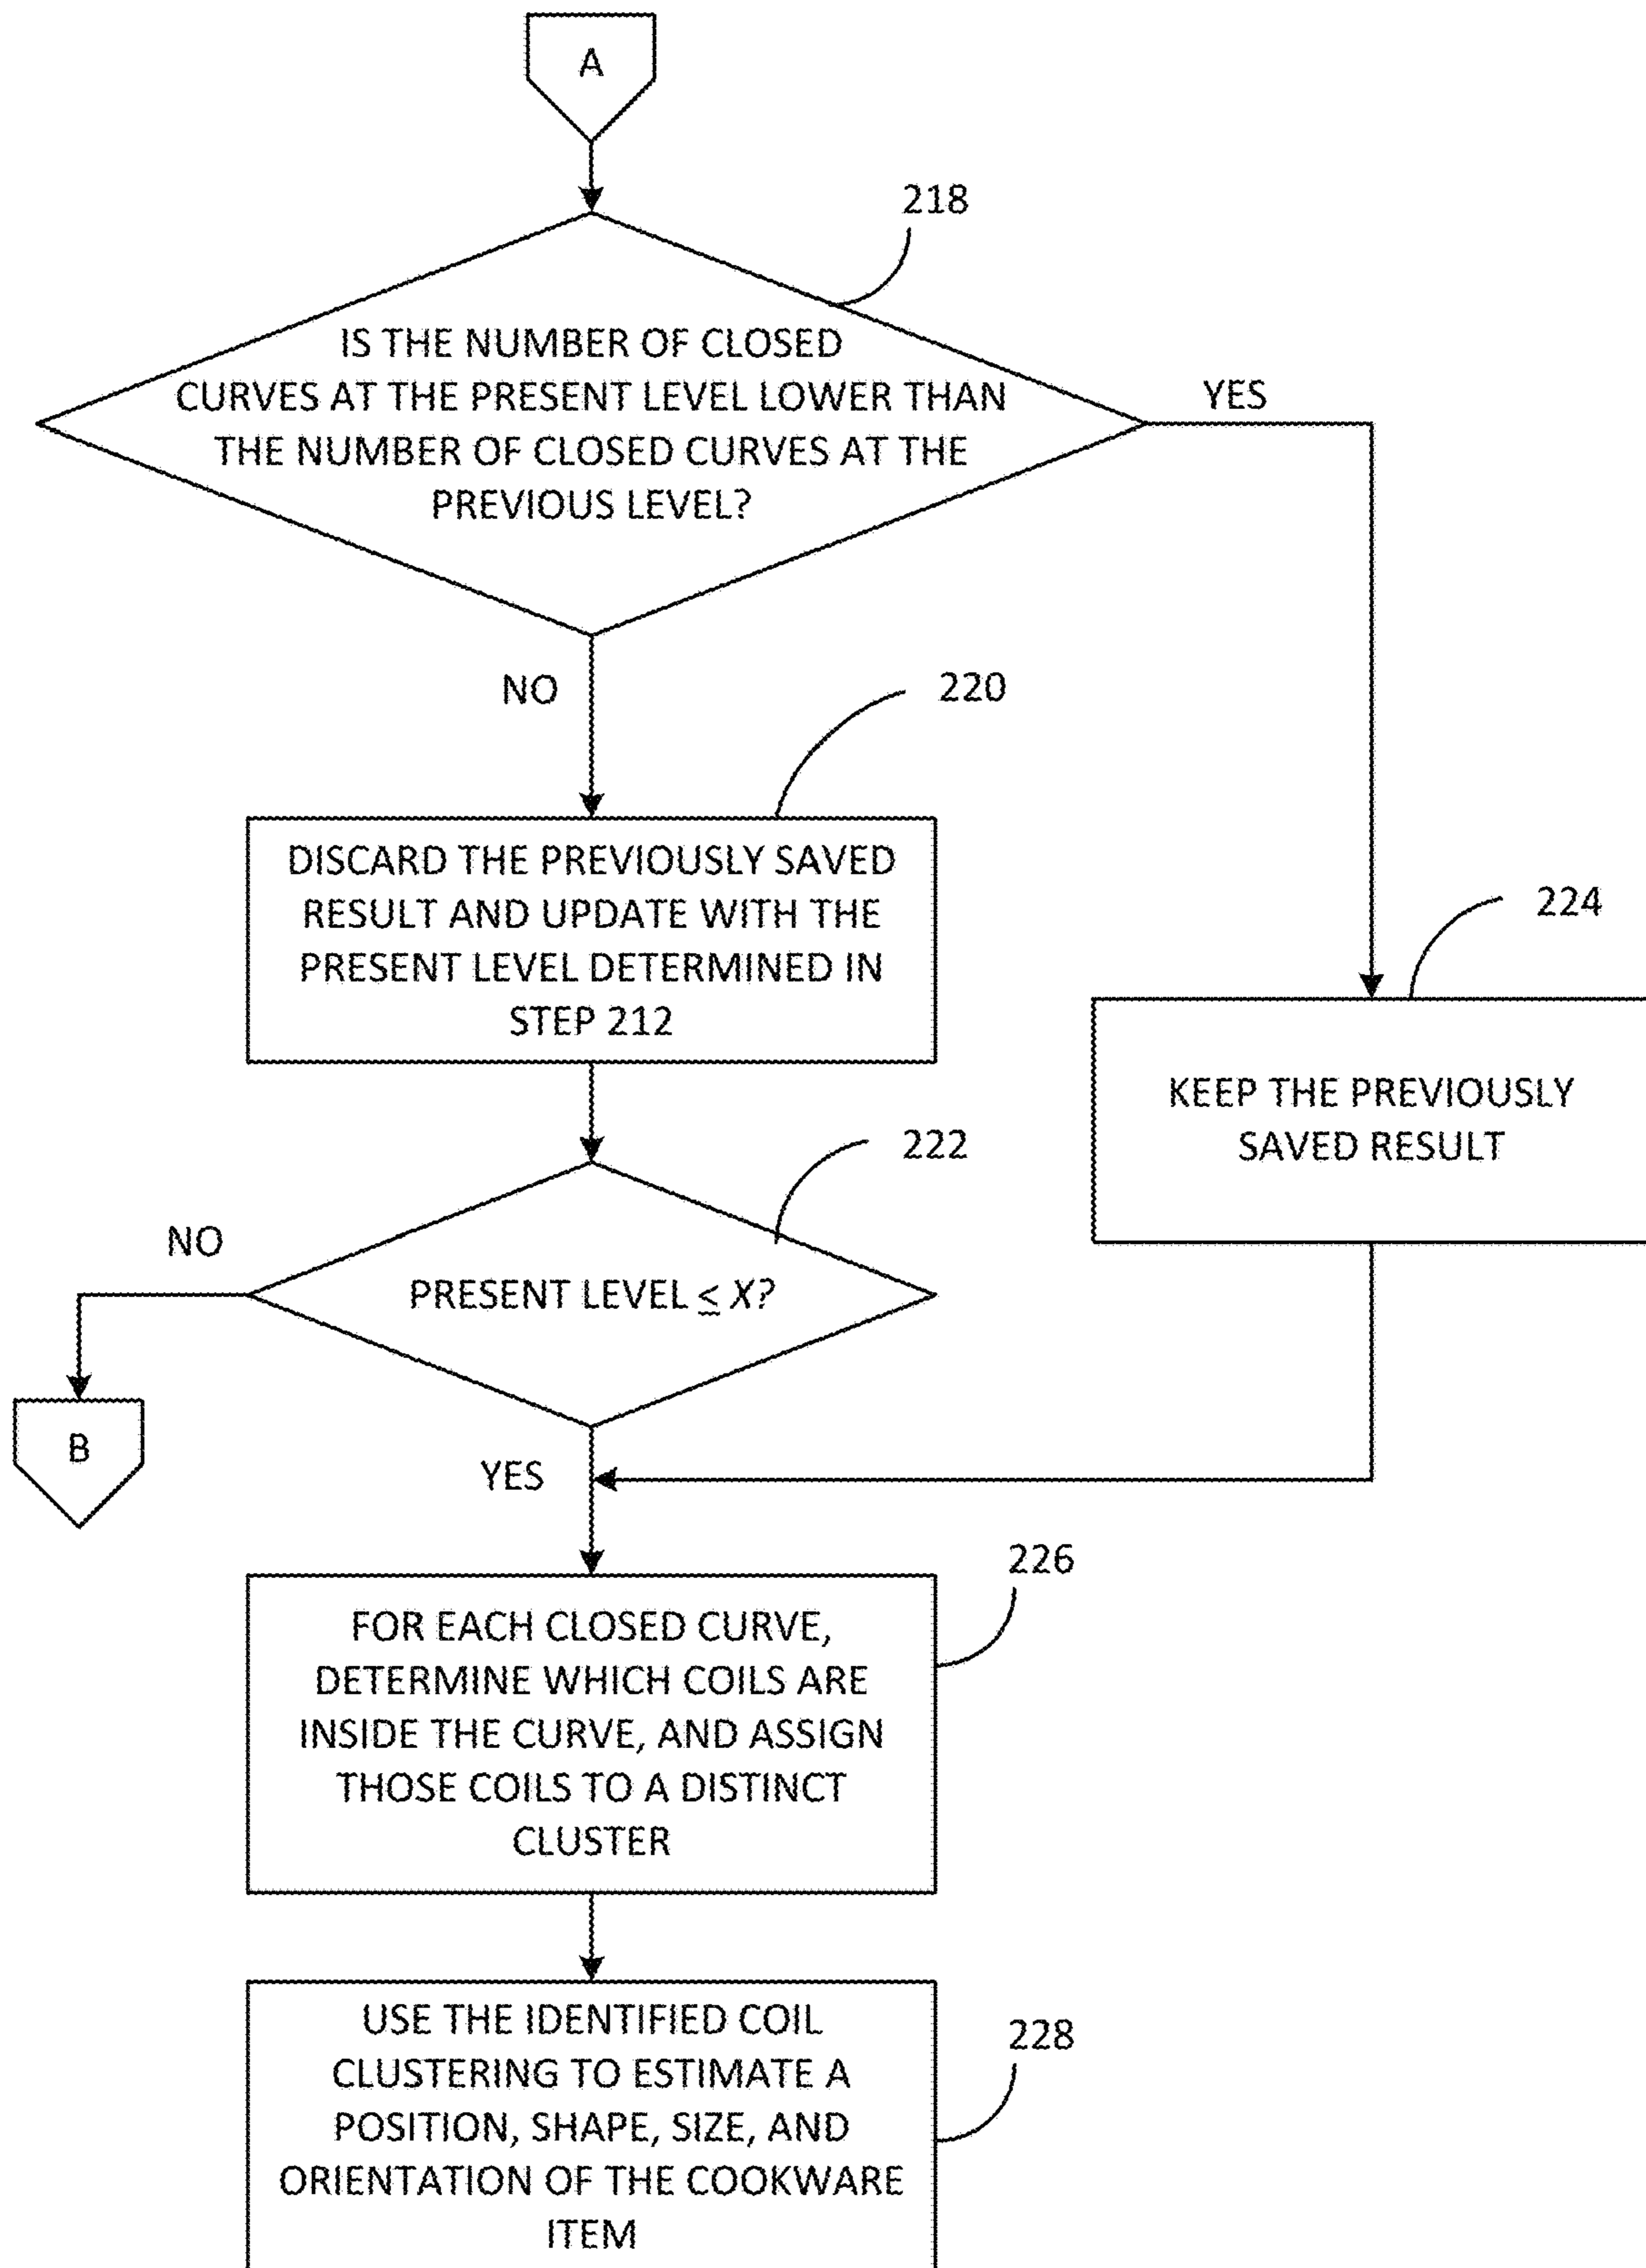 A
218
IS THE NUMBER OF CLOSED
CURVES AT THE PRESENT LEVEL LOWER THAN
THE NUMBER OF CLOSED CURVES AT THE
PREVIOUS LEVEL?
YES
NO
220
DISCARD THE PREVIOUSLY SAVED
RESULT AND UPDATE WITH THE
PRESENT LEVEL DETERMINED IN
STEP 212
224
KEEP THE PREVIOUSLY
SAVED RESULT
222
NO
PRESENT LEVEL ≤ X?
B
YES
226
FOR EACH CLOSED CURVE,
DETERMINE WHICH COILS ARE
INSIDE THE CURVE, AND ASSIGN
THOSE COILS TO A DISTINCT
CLUSTER
228
USE THE IDENTIFIED COIL
CLUSTERING TO ESTIMATE A
POSITION, SHAPE, SIZE, AND
ORIENTATION OF THE COOKWARE
ITEM